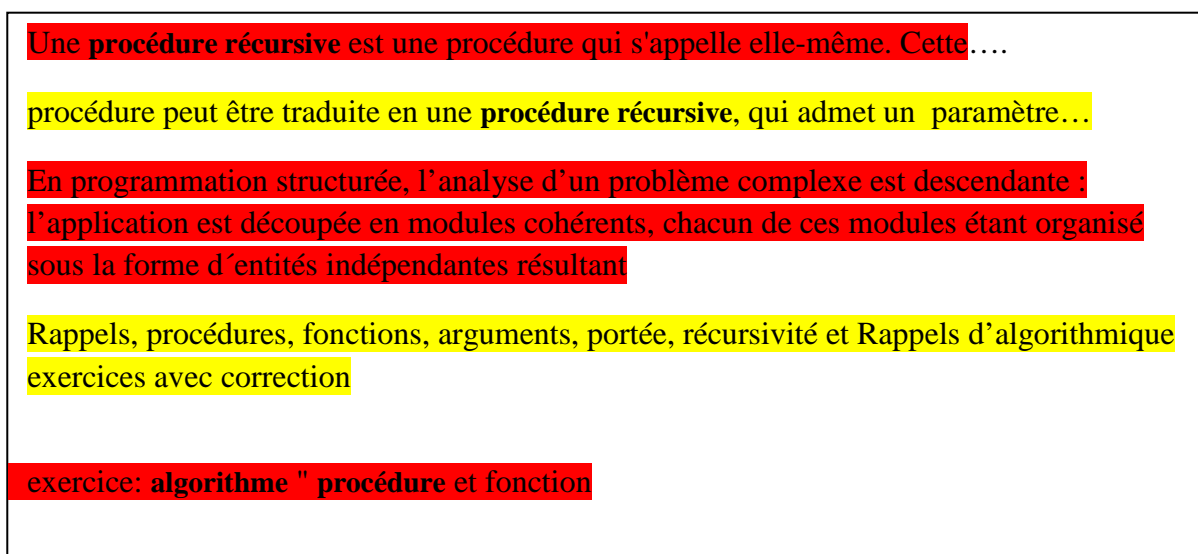 Une procédure récursive est une procédure qui s'appelle elle-même. Cette….
procédure peut être traduite en une procédure récursive, qui admet un  paramètre…
En programmation structurée, l’analyse d’un problème complexe est descendante :
l’application est découpée en modules cohérents, chacun de ces modules étant organisé
sous la forme d´entités indépendantes résultant
Rappels, procédures, fonctions, arguments, portée, récursivité et Rappels d’algorithmique
exercices avec correction
exercice: algorithme " procédure et fonction